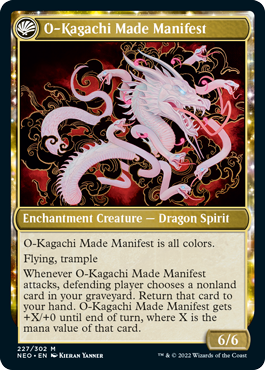 O-Kagachi Made Manifest
Enchantment Creature — Dragon Spirit
O-Kagachi Made Manifest is all colors.
Flying, trample
Whenever O-Kagachi Made Manifest
attacks, defending player chooses a nonland
card in your graveyard. Return that card to
your hand. O-Kagachi Made Manifest gets
+X/+0 until end of turn, where X is the
mana value of that card.
6/6
227/302 M
NEO • EN KIERAN YANNER
™ & © 2022 Wizards of the Coast